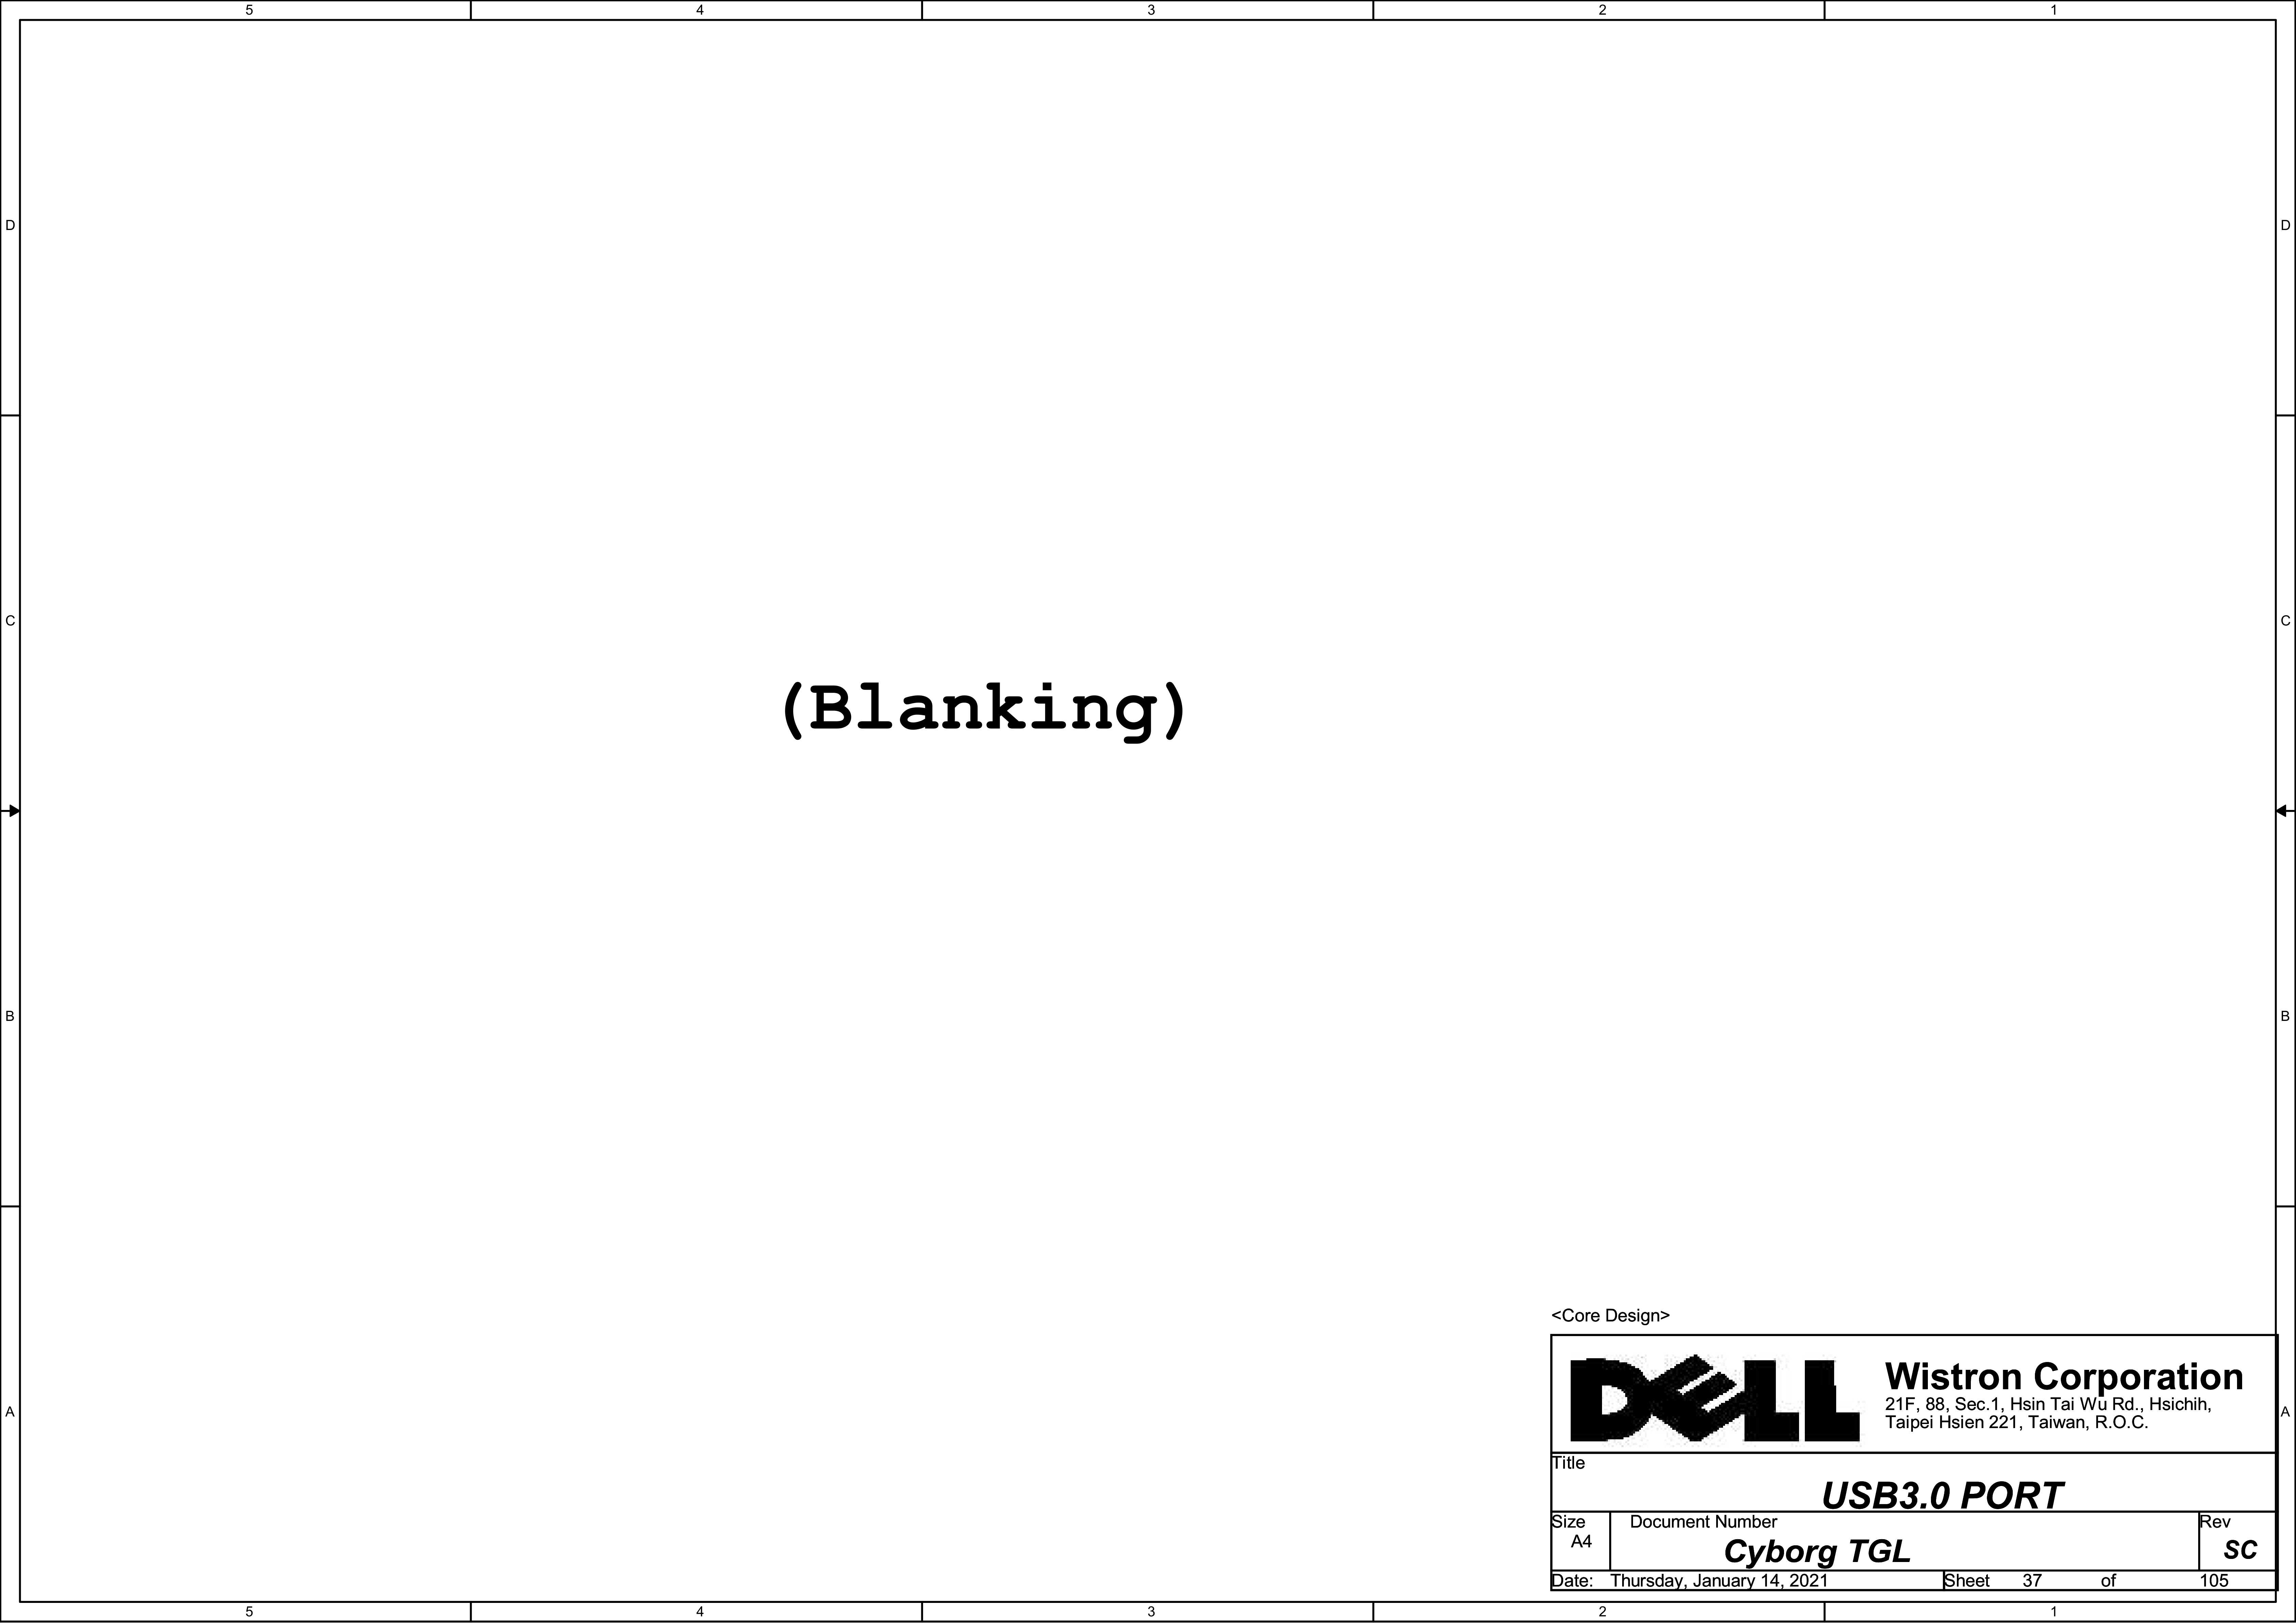 5 4 3 2 1
D D
C C
(Blanking)
B B
<Core Design>
DELL
Wistron Corporation
21F, 88, Sec.1, Hsin Tai Wu Rd., Hsichih,
Taipei Hsien 221, Taiwan, R.O.C.
A A
Title
USB3.0 PORT
Size Document Number Rev
A4 Cyborg TGL SC
Date: Thursday, January 14, 2021 Sheet 37 of 105
5 4 3 2 1